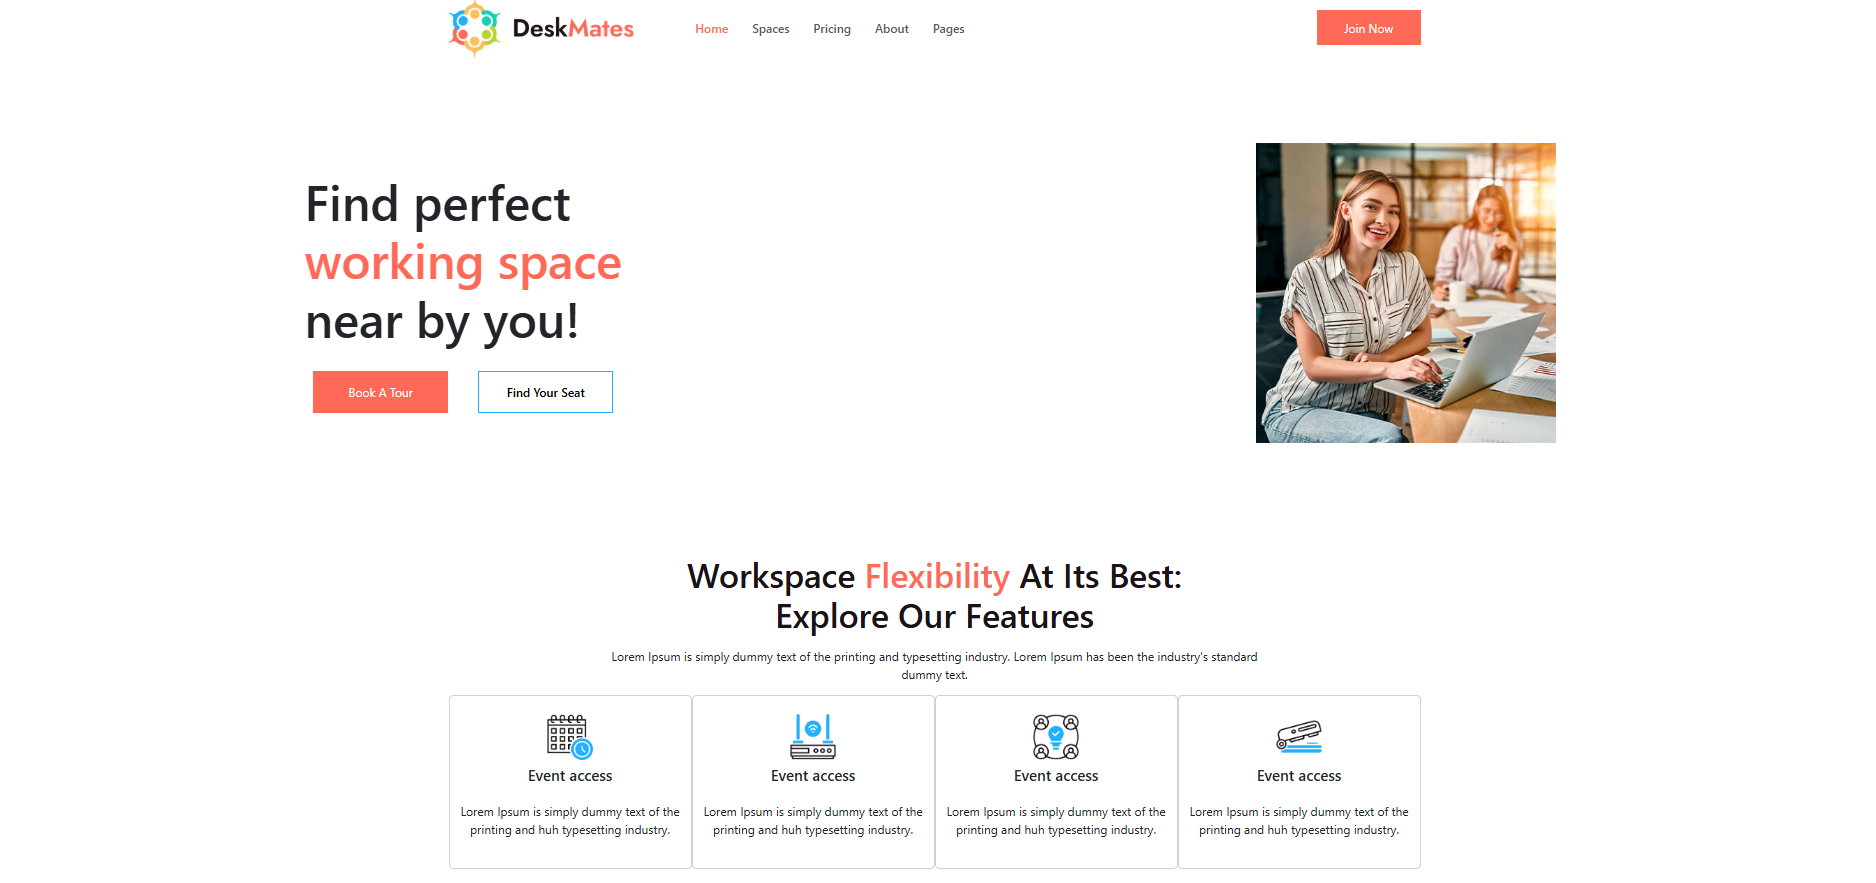 DeskMates
Home Spaces Pricing About Pages
Join Now
Find perfect
working space
near by you!
Book A Tour
Find Your Seat
Workspace Flexibility At Its Best:
Explore Our Features
Lorem Ipsum is simply dummy text of the printing and typesetting industry. Lorem Ipsum has been the industry's standard
dummy text.
Event access
Lorem Ipsum is simply dummy text of the
printing and huh typesetting industry.
Event access
Lorem Ipsum is simply dummy text of the
printing and huh typesetting industry.
Event access
Lorem Ipsum is simply dummy text of the
printing and huh typesetting industry.
Event access
Lorem Ipsum is simply dummy text of the
printing and huh typesetting industry.